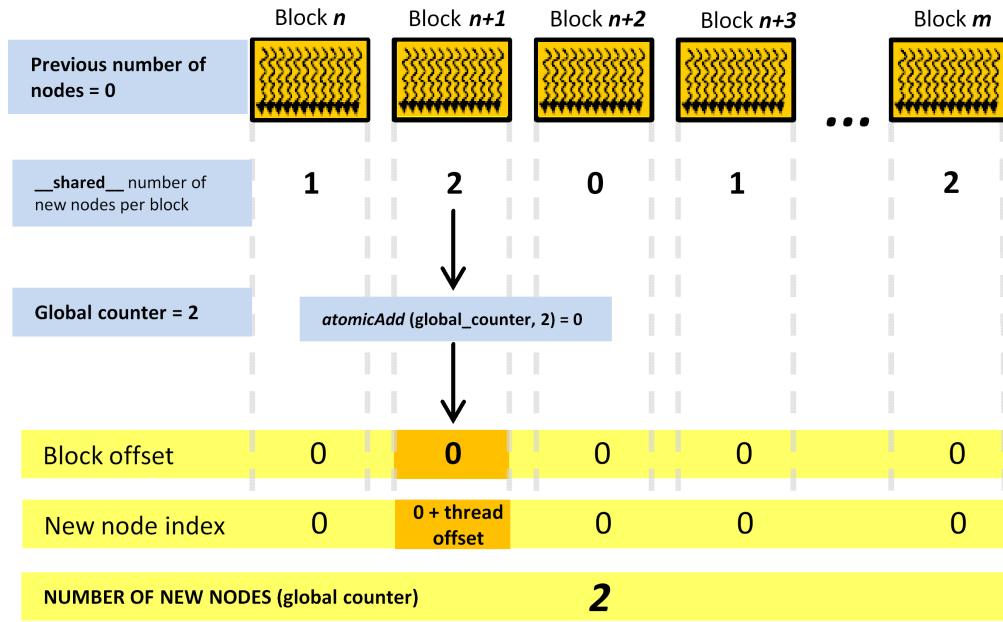 Block n Block n+1 Block n+2 Block n+3 Block m
Previous number of
nodes = 0
...
__shared__ number of
new nodes per block
1 2 0 1 2
Global counter = 2
atomicAdd (global_counter, 2) = 0
Block offset 0 0 0 0 0
New node index 0 0 + thread offset 0 0 0
NUMBER OF NEW NODES (global counter) 2